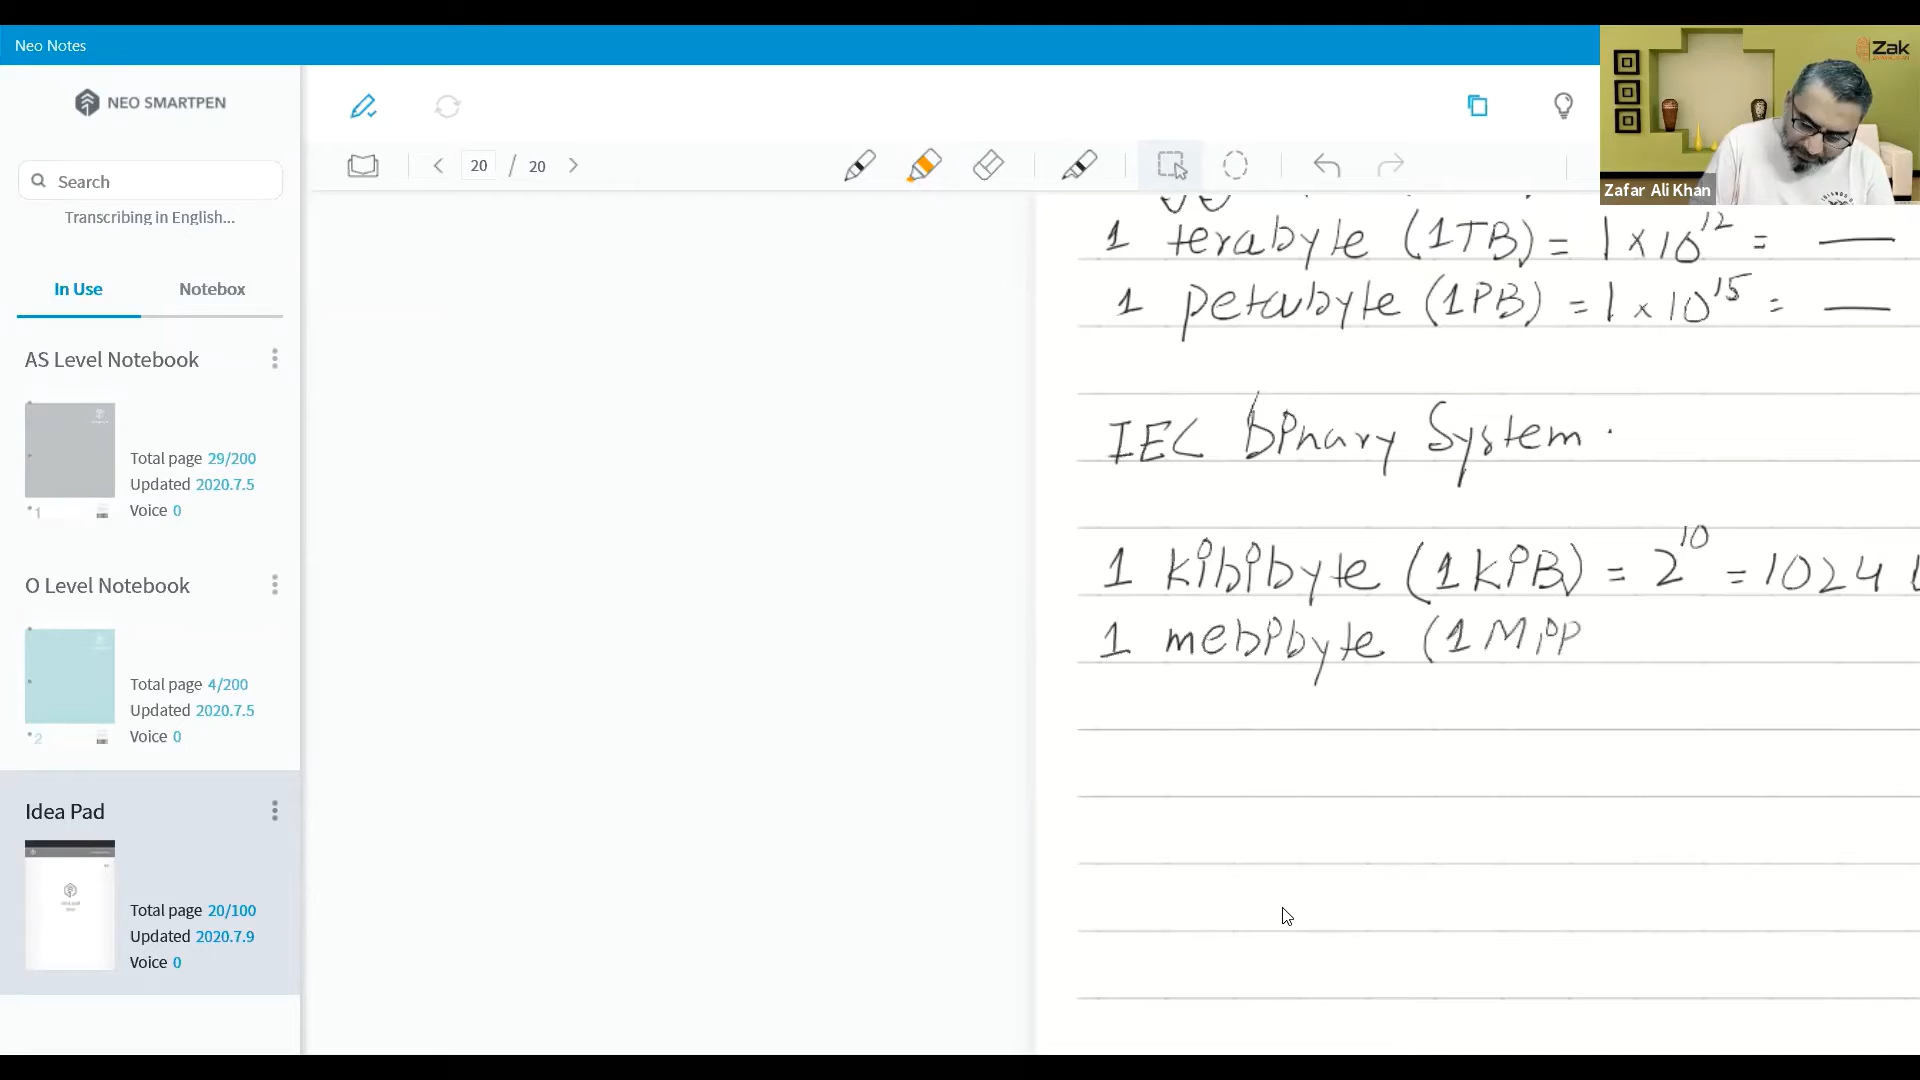 Neo Notes
Zak
NEO SMARTPEN
Search
Transcribing in English...
20 / 20
Zafar Ali Khan
In Use Notebox
AS Level Notebook
Total page 29/200
Updated 2020.7.5
Voice 0
1
O Level Notebook
Total page 4/200
Updated 2020.7.5
Voice 0
2
Idea Pad
Total page 20/100
Updated 2020.7.9
Voice 0
1 terabyte (1TB) = 1 × 10^12 = —
1 petabyte (1PB) = 1 × 10^15 = —
IEC Binary System.
1 kibibyte (1KiB) = 2^10 = 1024
1 mebibyte (1Mi